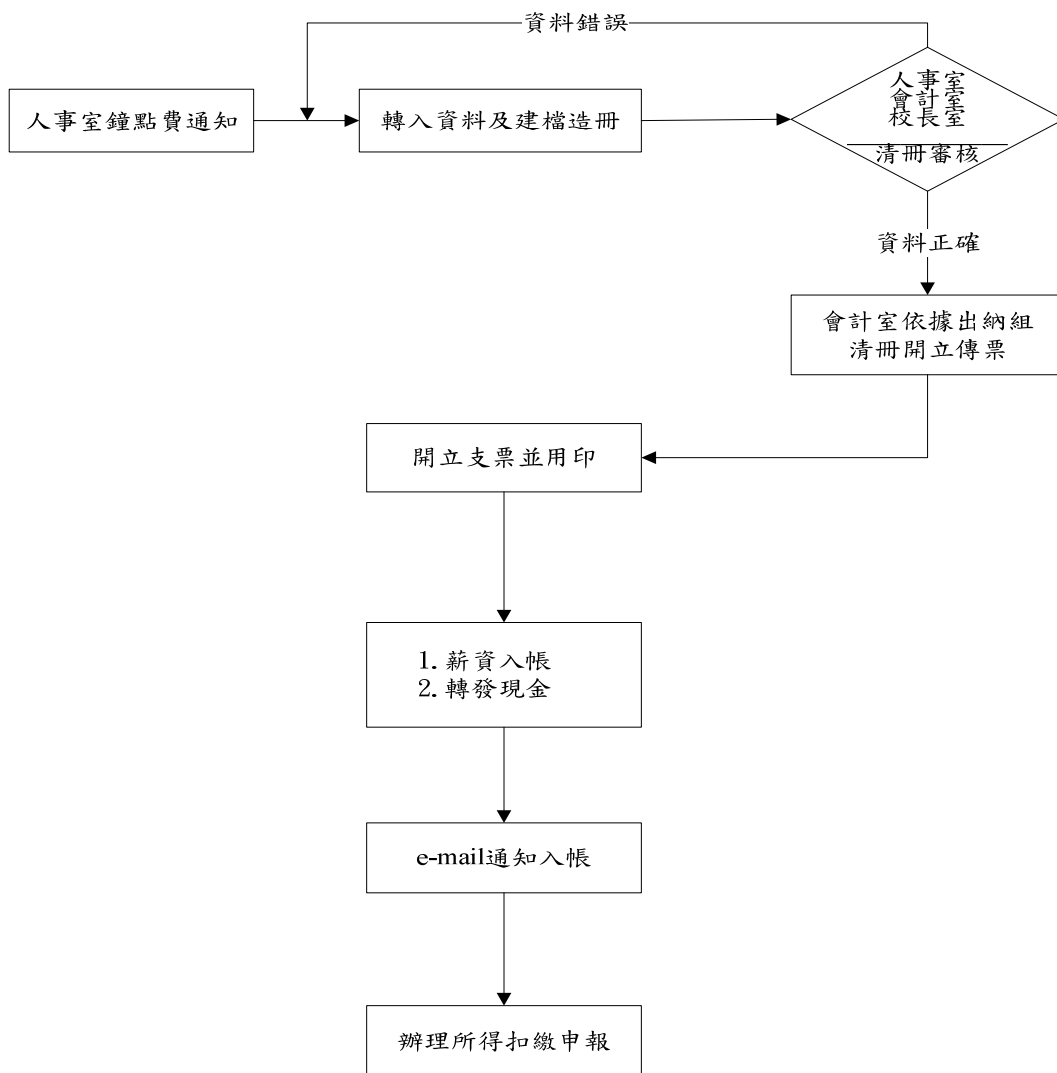 資料錯誤
人事室鐘點費通知
轉入資料及建檔造冊
人事室
會計室
校長室
清冊審核
資料正確
會計室依據出納組
清冊開立傳票
開立支票並用印
1. 薪資入帳
2. 轉發現金
e-mail通知入帳
辦理所得扣繳申報